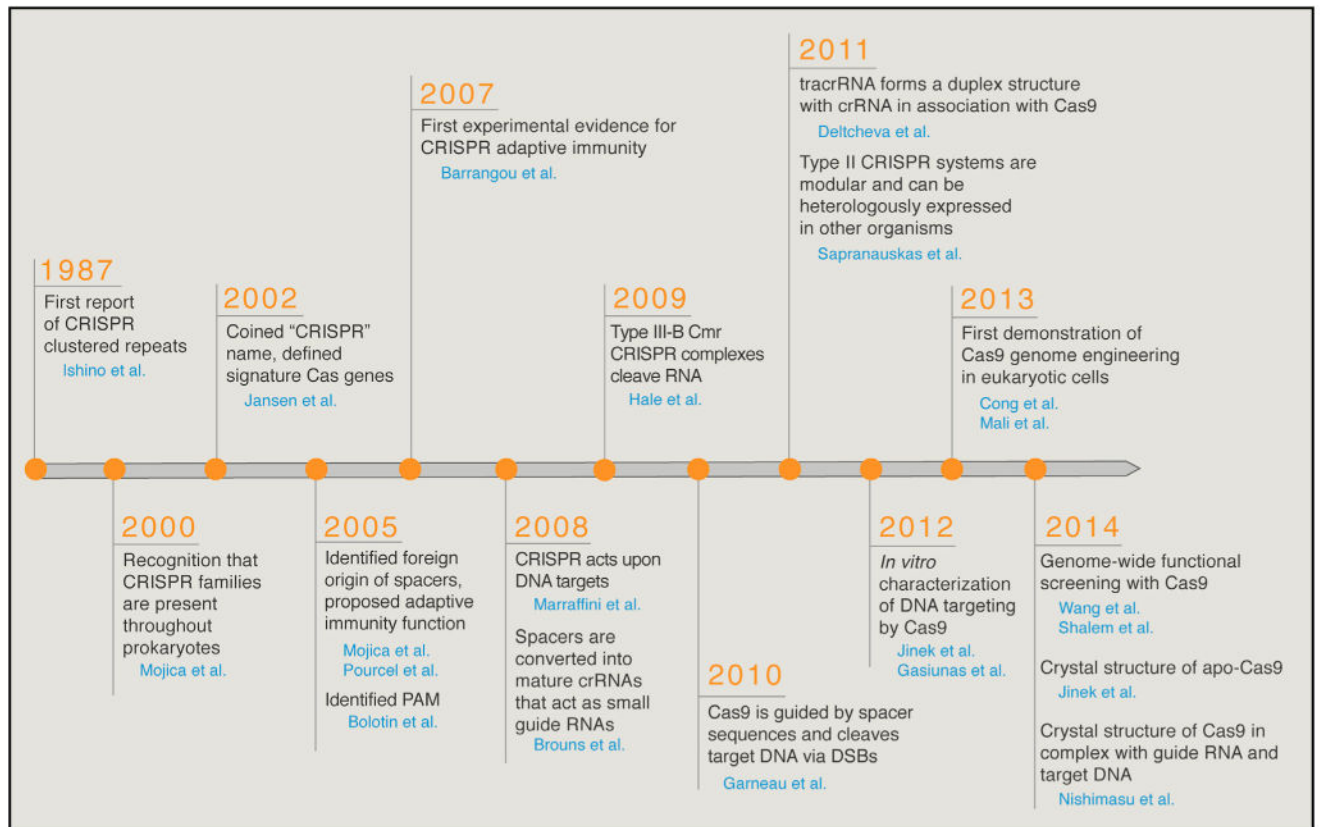 1987
First report
of CRISPR
clustered repeats
Ishino et al.
2000
Recognition that
CRISPR families
are present
throughout
prokaryotes
Mojica et al.
2002
Coined “CRISPR”
name, defined
signature Cas genes
Jansen et al.
2005
Identified foreign
origin of spacers,
proposed adaptive
immunity function
Mojica et al.
Pourcel et al.
Identified PAM
Bolotin et al.
2007
First experimental evidence for
CRISPR adaptive immunity
Barrangou et al.
2008
CRISPR acts upon
DNA targets
Marraffini et al.
Spacers are
converted into
mature crRNAs
that act as small
guide RNAs
Brouns et al.
2009
Type III-B Cmr
CRISPR complexes
cleave RNA
Hale et al.
2010
Cas9 is guided by spacer
sequences and cleaves
target DNA via DSBs
Garneau et al.
2011
tracrRNA forms a duplex structure
with crRNA in association with Cas9
Deltcheva et al.
Type II CRISPR systems are
modular and can be
heterologously expressed
in other organisms
Sapranauskas et al.
2012
In vitro
characterization
of DNA targeting
by Cas9
Jinek et al.
Gasiunas et al.
2013
First demonstration of
Cas9 genome engineering
in eukaryotic cells
Cong et al.
Mali et al.
2014
Genome-wide functional
screening with Cas9
Wang et al.
Shalem et al.
Crystal structure of apo-Cas9
Jinek et al.
Crystal structure of Cas9 in
complex with guide RNA and
target DNA
Nishimasu et al.